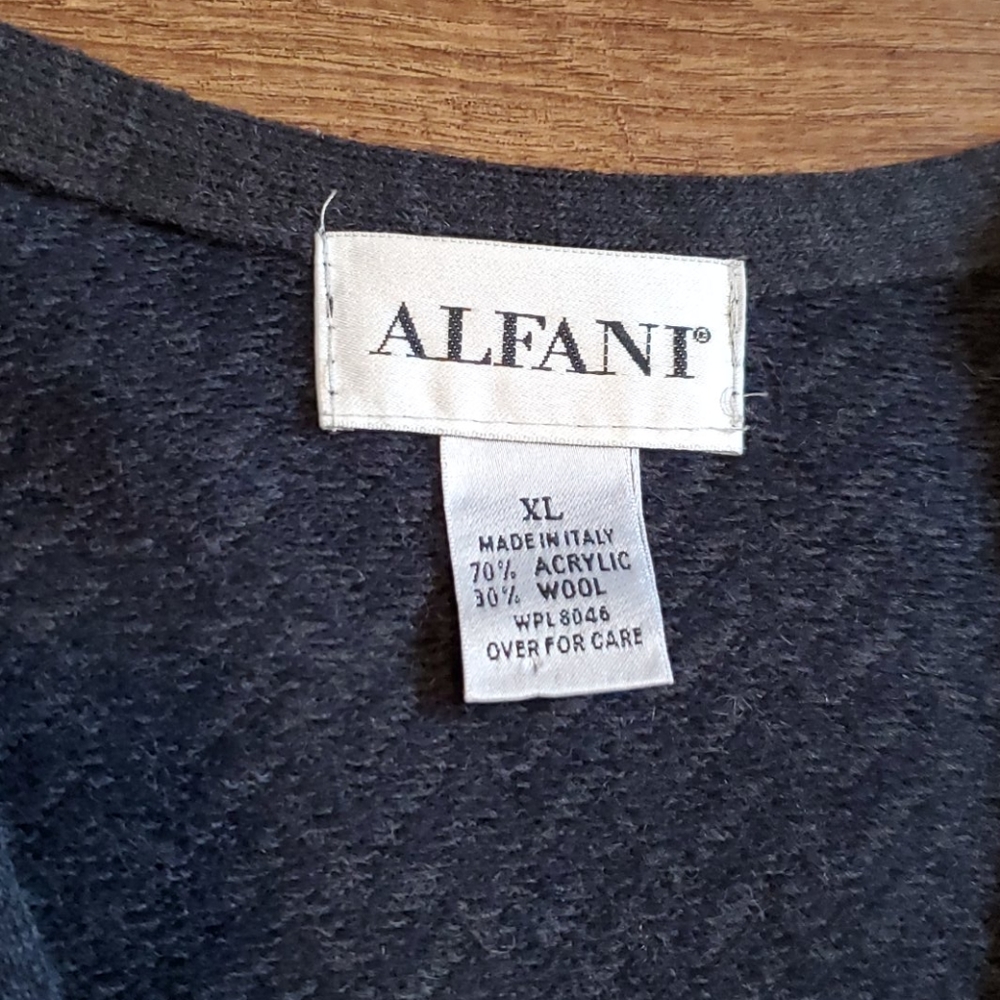 ALFANI®
XL
MADE IN ITALY
70% ACRYLIC
30% WOOL
WPL 8046
OVER FOR CARE